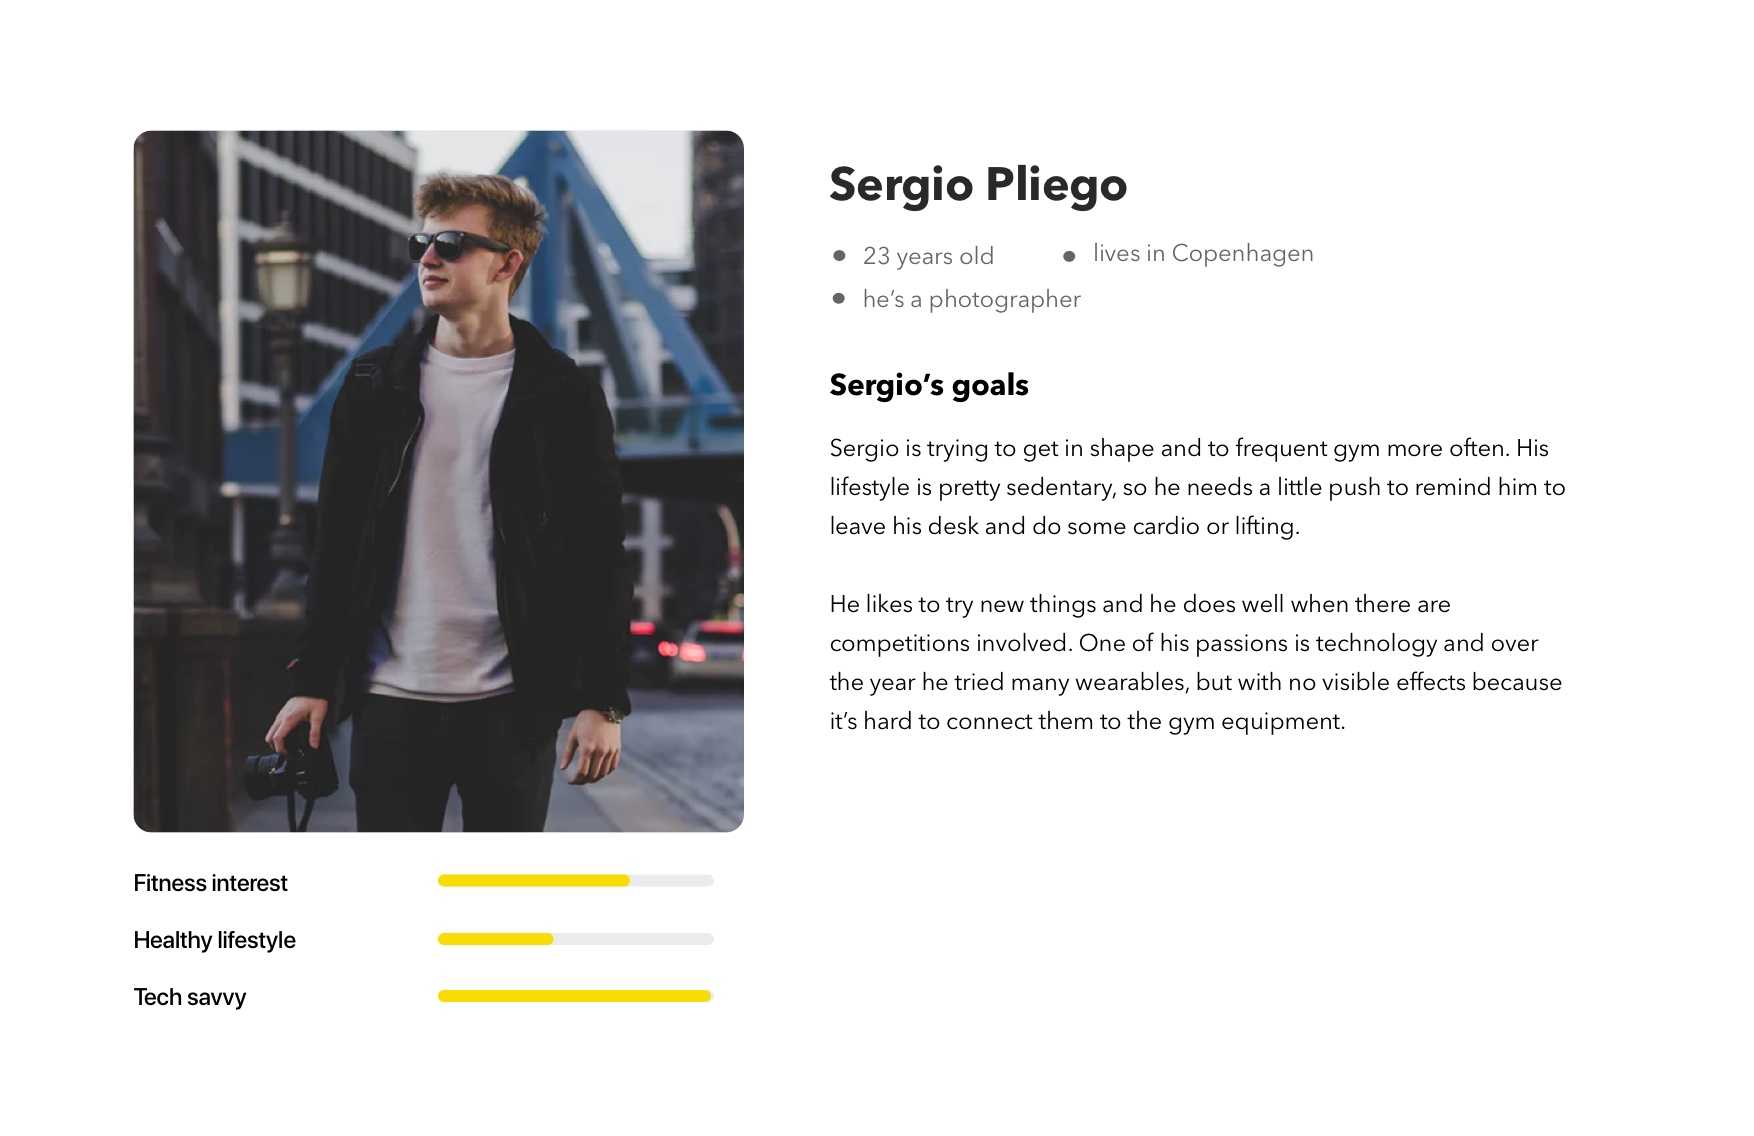 Sergio Pliego
23 years old
lives in Copenhagen
he’s a photographer
Sergio’s goals
Sergio is trying to get in shape and to frequent gym more often. His
lifestyle is pretty sedentary, so he needs a little push to remind him to
leave his desk and do some cardio or lifting.
He likes to try new things and he does well when there are
competitions involved. One of his passions is technology and over
the year he tried many wearables, but with no visible effects because
it’s hard to connect them to the gym equipment.
Fitness interest
Healthy lifestyle
Tech savvy